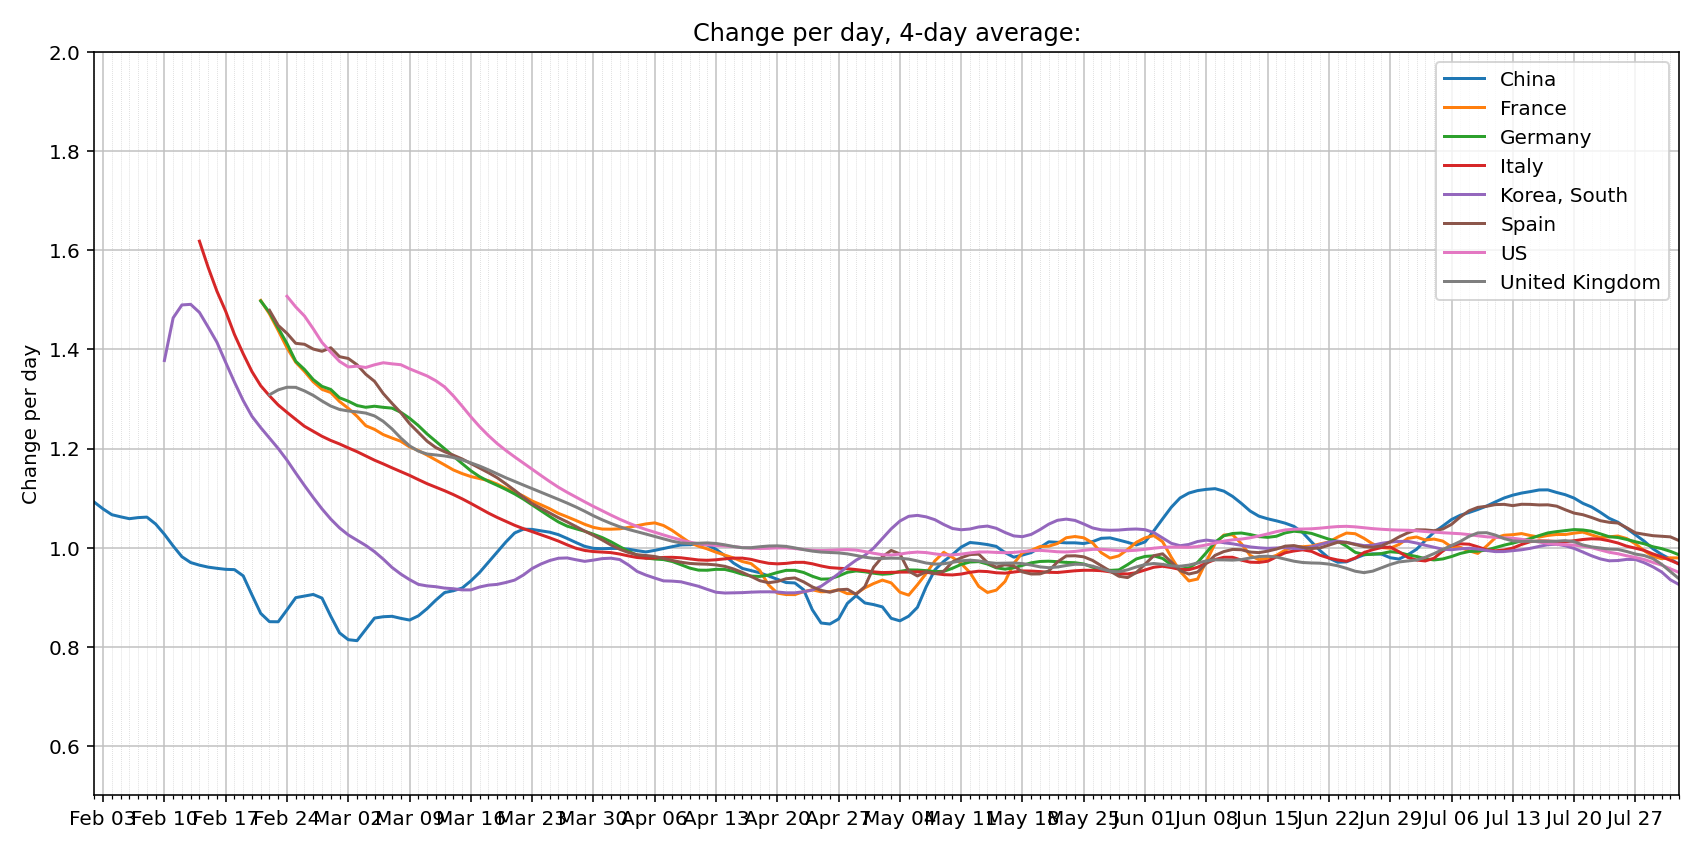 Change per day, 4-day average:
Change per day
2.0
1.8
1.6
1.4
1.2
1.0
0.8
0.6
China
France
Germany
Italy
Korea, South
Spain
US
United Kingdom
Feb 03 Feb 10 Feb 17 Feb 24 Mar 02 Mar 09 Mar 16 Mar 23 Mar 30 Apr 06 Apr 13 Apr 20 Apr 27 May 04 May 11 May 18 May 25 Jun 01 Jun 08 Jun 15 Jun 22 Jun 29 Jul 06 Jul 13 Jul 20 Jul 27